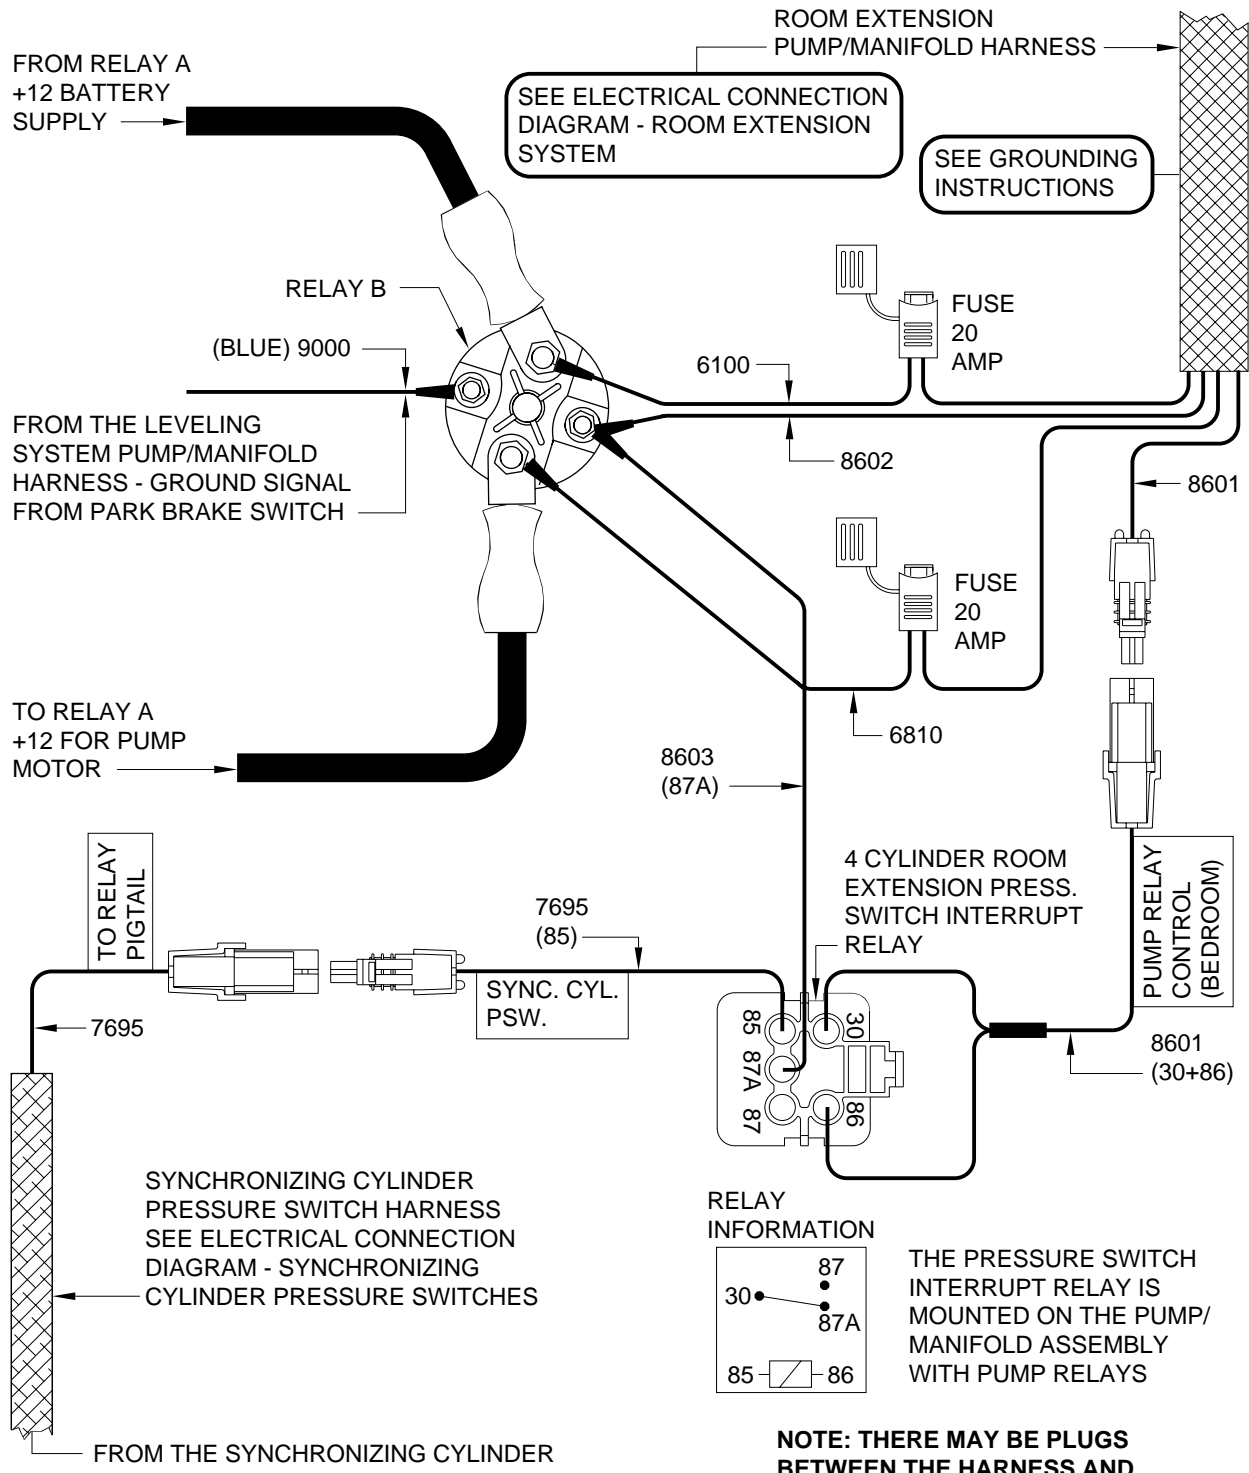 ROOM EXTENSION
PUMP/MANIFOLD HARNESS
FROM RELAY A
+12 BATTERY
SUPPLY
SEE ELECTRICAL CONNECTION
DIAGRAM - ROOM EXTENSION
SYSTEM
SEE GROUNDING
INSTRUCTIONS
RELAY B
FUSE
20
AMP
(BLUE) 9000
6100
FROM THE LEVELING
SYSTEM PUMP/MANIFOLD
HARNESS - GROUND SIGNAL
FROM PARK BRAKE SWITCH
8602
8601
FUSE
20
AMP
TO RELAY A
+12 FOR PUMP
MOTOR
6810
8603
(87A)
TO RELAY
PIGTAIL
4 CYLINDER ROOM
EXTENSION PRESS.
SWITCH INTERRUPT
RELAY
PUMP RELAY
CONTROL
(BEDROOM)
7695
(85)
SYNC. CYL.
PSW.
7695
85
30
87A
87
86
8601
(30+86)
SYNCHRONIZING CYLINDER
PRESSURE SWITCH HARNESS
SEE ELECTRICAL CONNECTION
DIAGRAM - SYNCHRONIZING
CYLINDER PRESSURE SWITCHES
RELAY
INFORMATION
87
30
87A
85
86
THE PRESSURE SWITCH
INTERRUPT RELAY IS
MOUNTED ON THE PUMP/
MANIFOLD ASSEMBLY
WITH PUMP RELAYS
FROM THE SYNCHRONIZING CYLINDER
NOTE: THERE MAY BE PLUGS
BETWEEN THE HARNESS AND